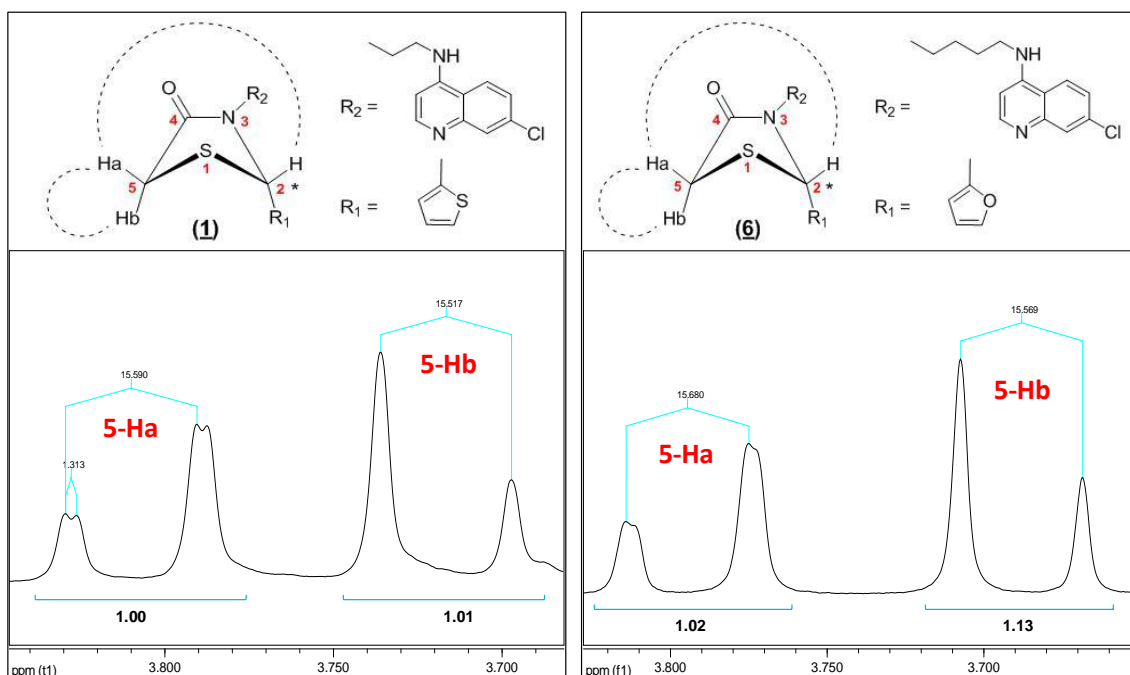 O
R2
4
N
3
Ha
S
1
H
5
2 *
Hb
R1
(1)
R2 =
NH
N
Cl
R1 =
S
15.517
5-Hb
15.590
5-Ha
1.313
1.00
1.01
ppm (t1)
3.800
3.750
3.700
O
R2
4
N
3
Ha
S
1
H
5
2 *
Hb
R1
(6)
R2 =
NH
N
Cl
R1 =
O
15.569
5-Hb
15.680
5-Ha
1.02
1.13
ppm (f1)
3.800
3.750
3.700